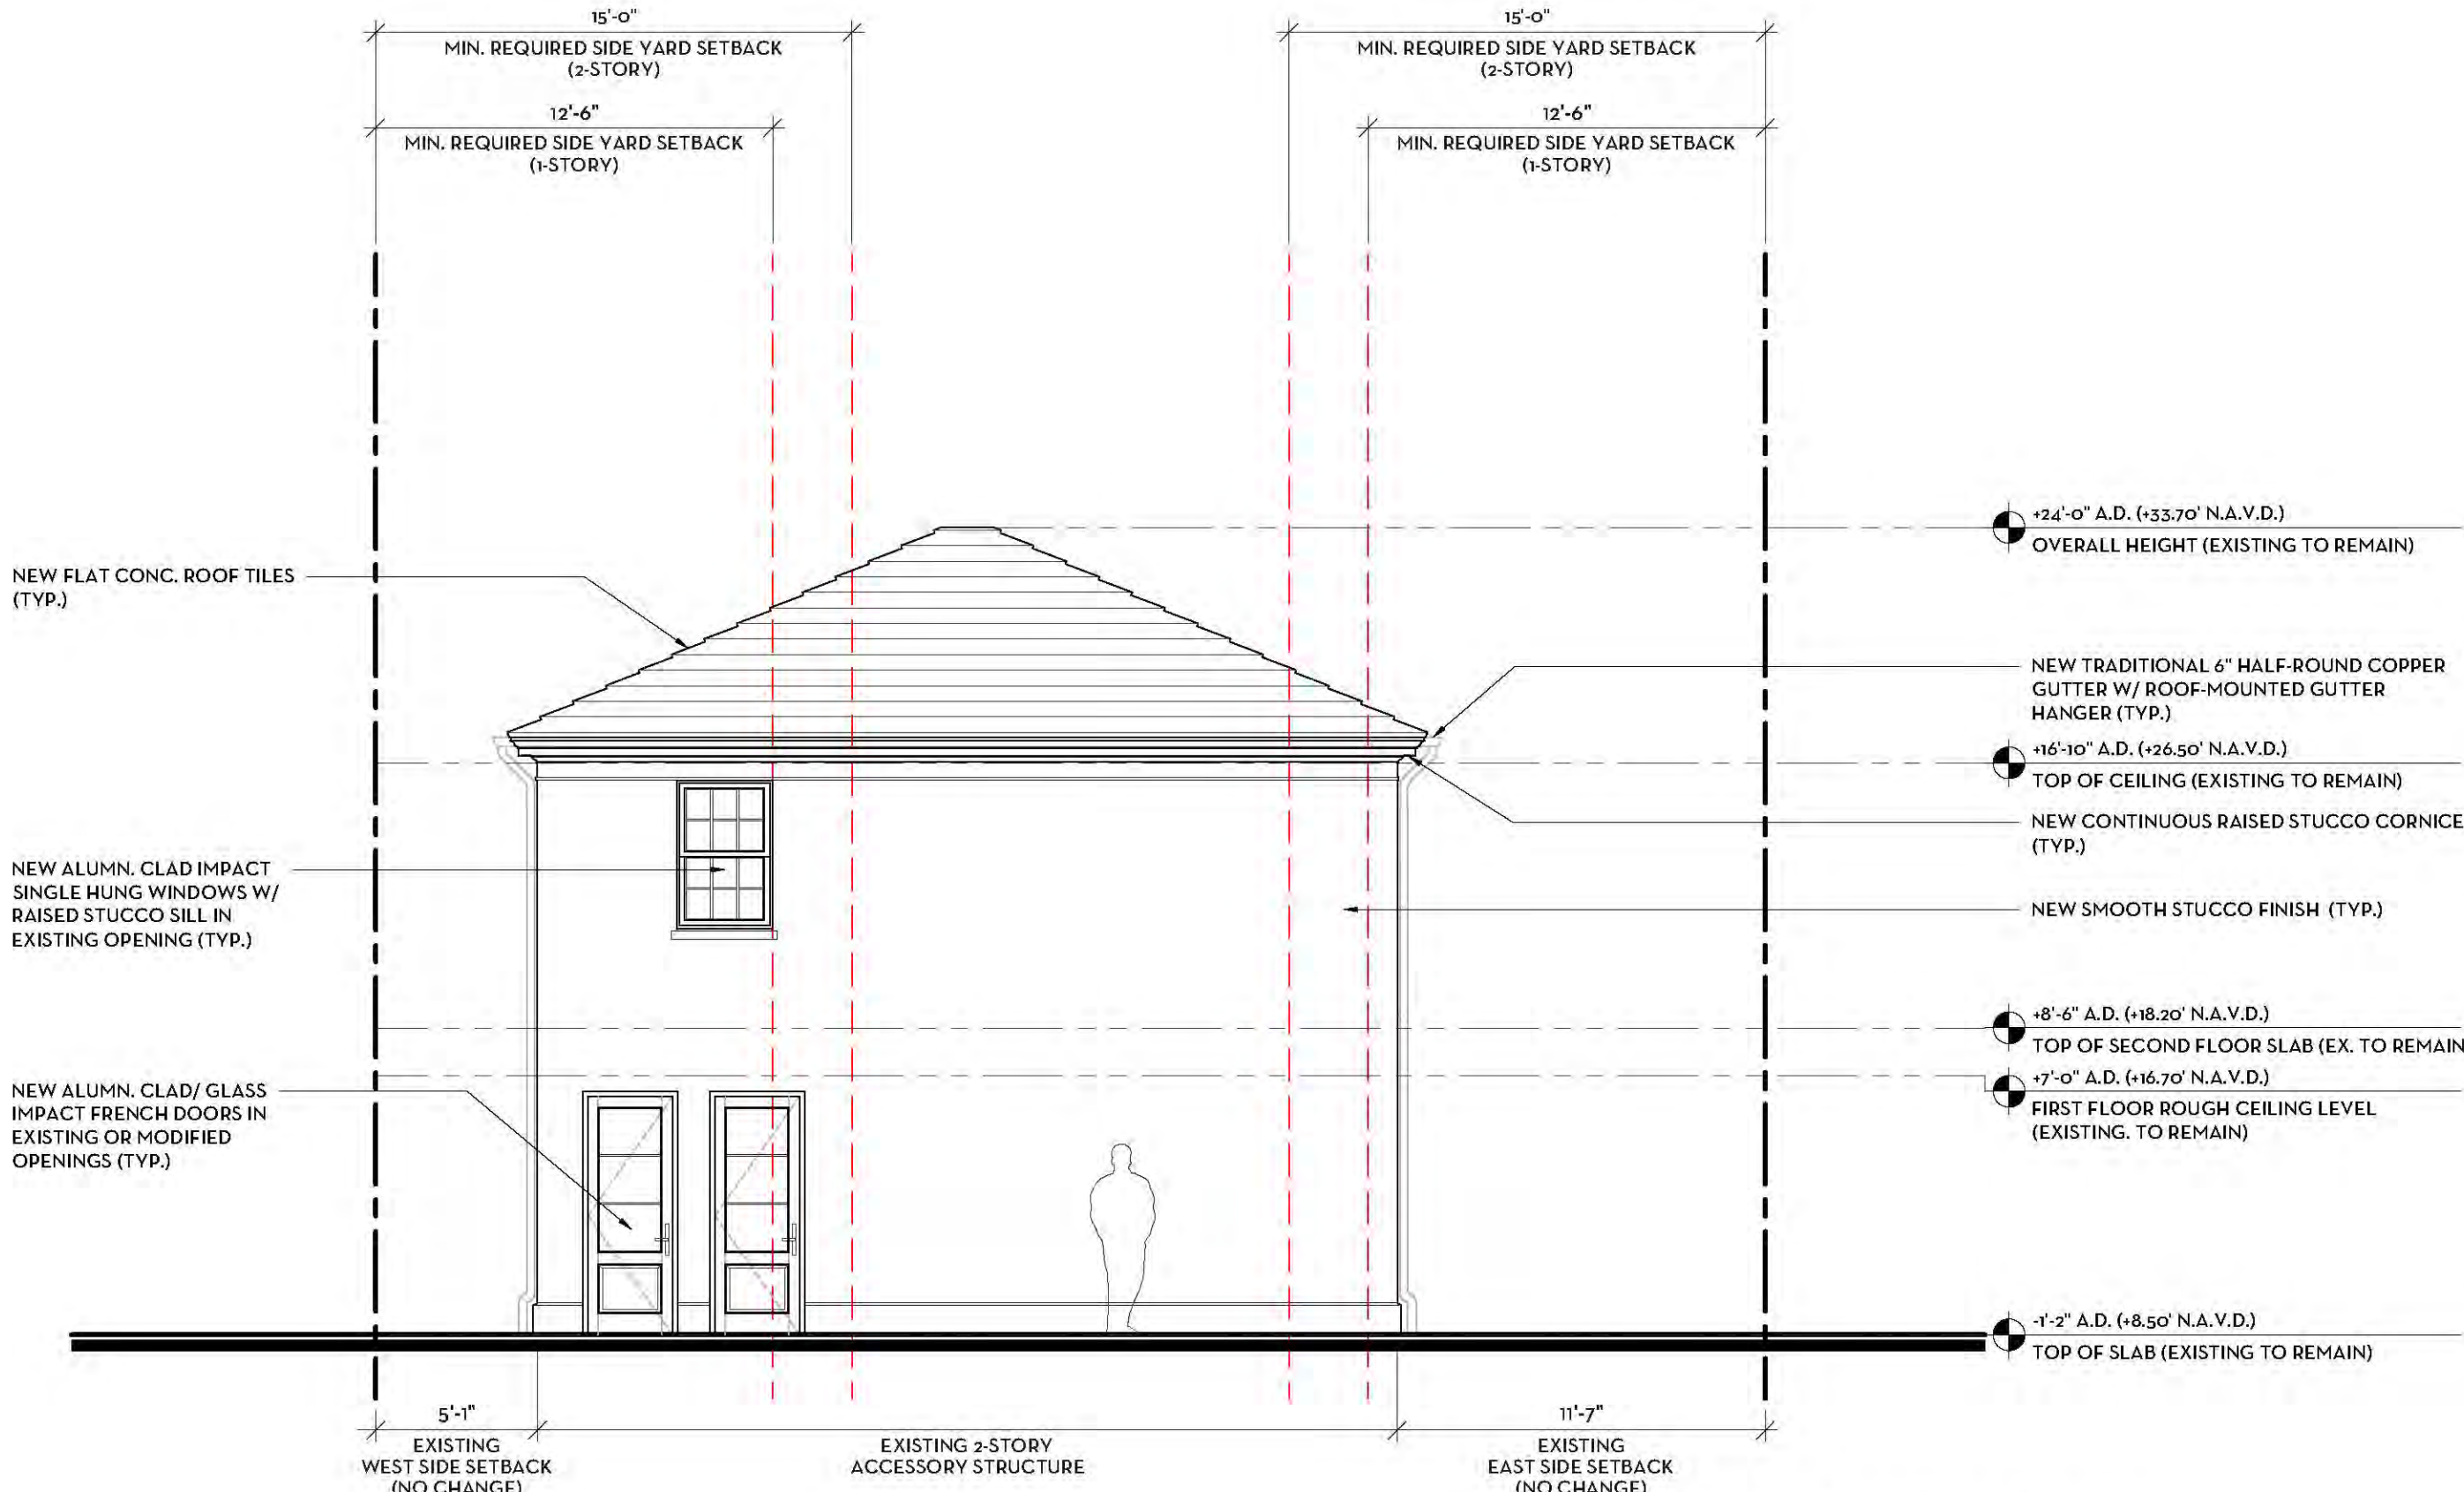 15'-0"
MIN. REQUIRED SIDE YARD SETBACK
(2-STORY)
12'-6"
MIN. REQUIRED SIDE YARD SETBACK
(1-STORY)
15'-0"
MIN. REQUIRED SIDE YARD SETBACK
(2-STORY)
12'-6"
MIN. REQUIRED SIDE YARD SETBACK
(1-STORY)
NEW FLAT CONC. ROOF TILES
(TYP.)
NEW ALUMN. CLAD IMPACT
SINGLE HUNG WINDOWS W/
RAISED STUCCO SILL IN
EXISTING OPENING (TYP.)
NEW ALUMN. CLAD/ GLASS
IMPACT FRENCH DOORS IN
EXISTING OR MODIFIED
OPENINGS (TYP.)
+24'-0" A.D. (+33.70' N.A.V.D.)
OVERALL HEIGHT (EXISTING TO REMAIN)
NEW TRADITIONAL 6" HALF-ROUND COPPER
GUTTER W/ ROOF-MOUNTED GUTTER
HANGER (TYP.)
+16'-10" A.D. (+26.50' N.A.V.D.)
TOP OF CEILING (EXISTING TO REMAIN)
NEW CONTINUOUS RAISED STUCCO CORNICE
(TYP.)
NEW SMOOTH STUCCO FINISH (TYP.)
+8'-6" A.D. (+18.20' N.A.V.D.)
TOP OF SECOND FLOOR SLAB (EX. TO REMAIN
+7'-0" A.D. (+16.70' N.A.V.D.)
FIRST FLOOR ROUGH CEILING LEVEL
(EXISTING. TO REMAIN)
-1'-2" A.D. (+8.50' N.A.V.D.)
TOP OF SLAB (EXISTING TO REMAIN)
5'-1"
EXISTING
WEST SIDE SETBACK
(NO CHANGE)
EXISTING 2-STORY
ACCESSORY STRUCTURE
11'-7"
EXISTING
EAST SIDE SETBACK
(NO CHANGE)